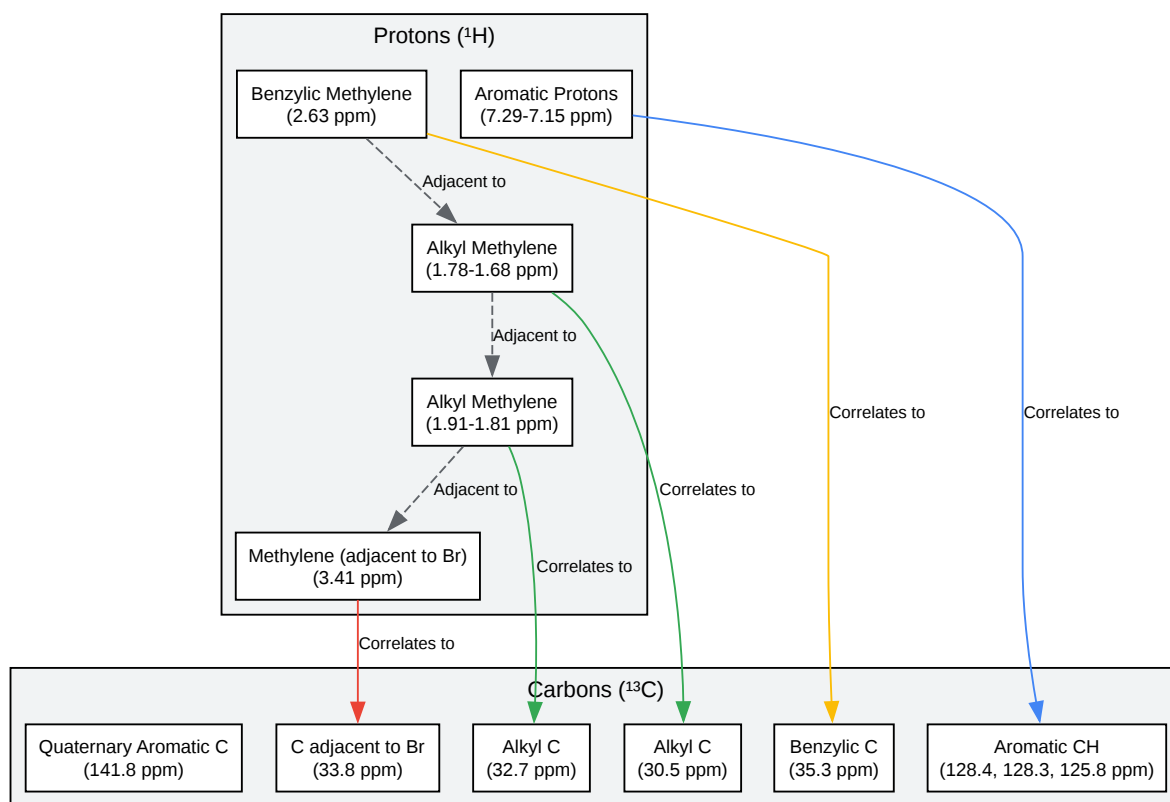 Protons (¹H)
Benzylic Methylene
(2.63 ppm)
Aromatic Protons
(7.29-7.15 ppm)
Adjacent to
Alkyl Methylene
(1.78-1.68 ppm)
Adjacent to
Alkyl Methylene
(1.91-1.81 ppm)
Correlates to
Correlates to
Adjacent to
Correlates to
Methylene (adjacent to Br)
(3.41 ppm)
Correlates to
Correlates to
Carbons (¹³C)
Quaternary Aromatic C
(141.8 ppm)
C adjacent to Br
(33.8 ppm)
Alkyl C
(32.7 ppm)
Alkyl C
(30.5 ppm)
Benzylic C
(35.3 ppm)
Aromatic CH
(128.4, 128.3, 125.8 ppm)